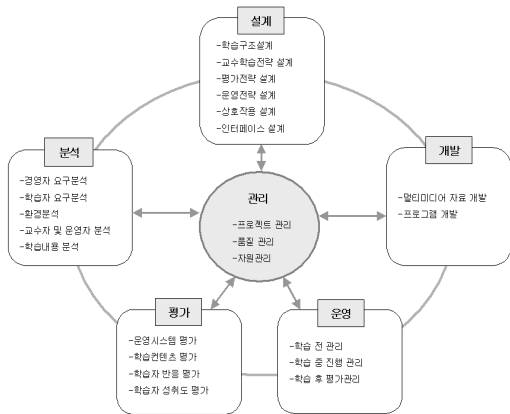 설계
-학습구조설계
-교수학습전략 설계
-평가전략 설계
-운영전략 설계
-상호작용 설계
-인터페이스 설계
분석
-경영자 요구분석
-학습자 요구분석
-환경분석
-교수자 및 운영자 분석
-학습내용 분석
개발
-멀티미디어 자료 개발
-프로그램 개발
관리
-프로젝트 관리
-품질 관리
-자원관리
평가
-운영시스템 평가
-학습컨텐츠 평가
-학습자 반응 평가
-학습자 성취도 평가
운영
-학습 전 관리
-학습 중 진행 관리
-학습 후 평가관리